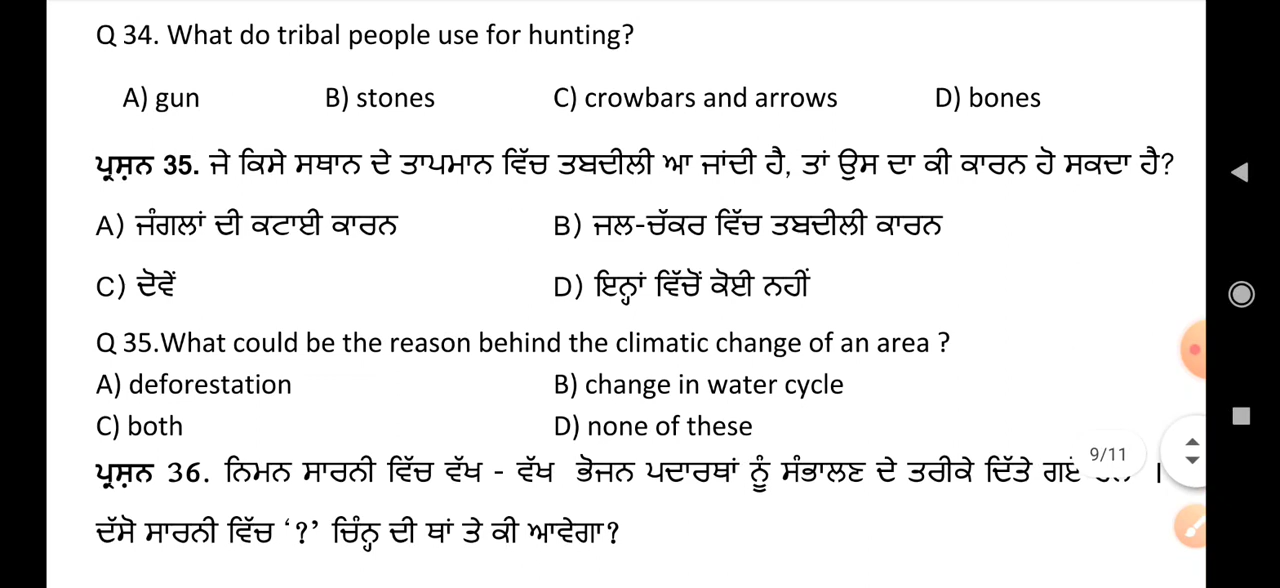 Q 34. What do tribal people use for hunting?
A) gun B) stones C) crowbars and arrows D) bones
ਪ੍ਰਸ਼ਨ 35. ਜੇ ਕਿਸੇ ਸਥਾਨ ਦੇ ਤਾਪਮਾਨ ਵਿੱਚ ਤਬਦੀਲੀ ਆ ਜਾਂਦੀ ਹੈ, ਤਾਂ ਉਸ ਦਾ ਕੀ ਕਾਰਨ ਹੋ ਸਕਦਾ ਹੈ?
A) ਜੰਗਲਾਂ ਦੀ ਕਟਾਈ ਕਾਰਨ B) ਜਲ-ਚੱਕਰ ਵਿੱਚ ਤਬਦੀਲੀ ਕਾਰਨ
C) ਦੋਵੇਂ D) ਇਨ੍ਹਾਂ ਵਿੱਚੋਂ ਕੋਈ ਨਹੀਂ
Q 35.What could be the reason behind the climatic change of an area ?
A) deforestation B) change in water cycle
C) both D) none of these
ਪ੍ਰਸ਼ਨ 36. ਨਿਮਨ ਸਾਰਨੀ ਵਿੱਚ ਵੱਖ - ਵੱਖ ਭੋਜਨ ਪਦਾਰਥਾਂ ਨੂੰ ਸੰਭਾਲਣ ਦੇ ਤਰੀਕੇ ਦਿੱਤੇ ।
9/11
ਦੱਸੋ ਸਾਰਨੀ ਵਿੱਚ ‘?’ ਚਿੰਨ੍ਹ ਦੀ ਥਾਂ ਤੇ ਕੀ ਆਵੇਗਾ?